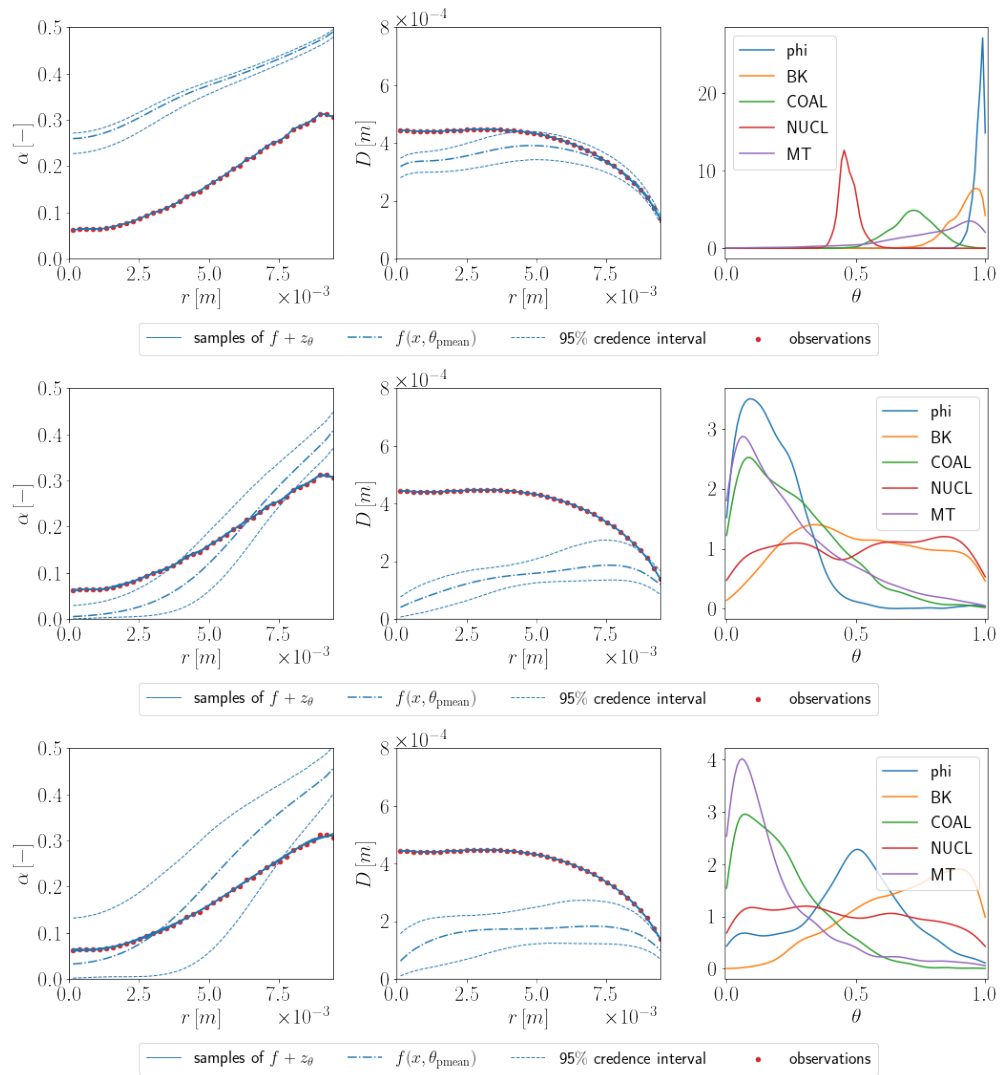 0.5
0.4
0.3
0.2
0.1
0.0
α [−]
0.0 2.5 5.0 7.5
r [m] ×10⁻³
×10⁻⁴
8
6
4
2
0
D [m]
0.0 2.5 5.0 7.5
r [m] ×10⁻³
20
10
0
phi
BK
COAL
NUCL
MT
0.0 0.5 1.0
θ
samples of f + z_θ f(x, θ_pmean) 95% credence interval observations
0.5
0.4
0.3
0.2
0.1
0.0
α [−]
0.0 2.5 5.0 7.5
r [m] ×10⁻³
×10⁻⁴
8
6
4
2
0
D [m]
0.0 2.5 5.0 7.5
r [m] ×10⁻³
3
2
1
0
phi
BK
COAL
NUCL
MT
0.0 0.5 1.0
θ
samples of f + z_θ f(x, θ_pmean) 95% credence interval observations
0.5
0.4
0.3
0.2
0.1
0.0
α [−]
0.0 2.5 5.0 7.5
r [m] ×10⁻³
×10⁻⁴
8
6
4
2
0
D [m]
0.0 2.5 5.0 7.5
r [m] ×10⁻³
4
3
2
1
0
phi
BK
COAL
NUCL
MT
0.0 0.5 1.0
θ
samples of f + z_θ f(x, θ_pmean) 95% credence interval observations